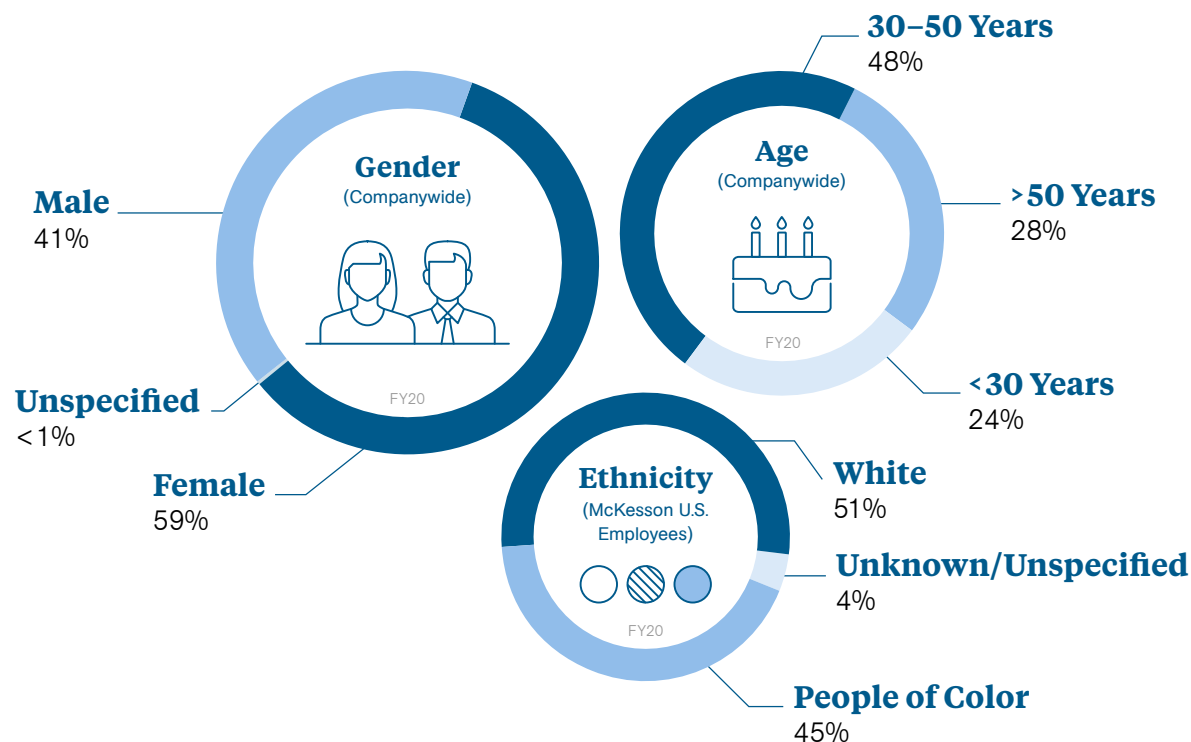 Gender
(Companywide)
Male
41%
Unspecified
<1%
Female
59%
FY20
30–50 Years
48%
Age
(Companywide)
>50 Years
28%
<30 Years
24%
FY20
Ethnicity
(McKesson U.S.
Employees)
White
51%
Unknown/Unspecified
4%
People of Color
45%
FY20